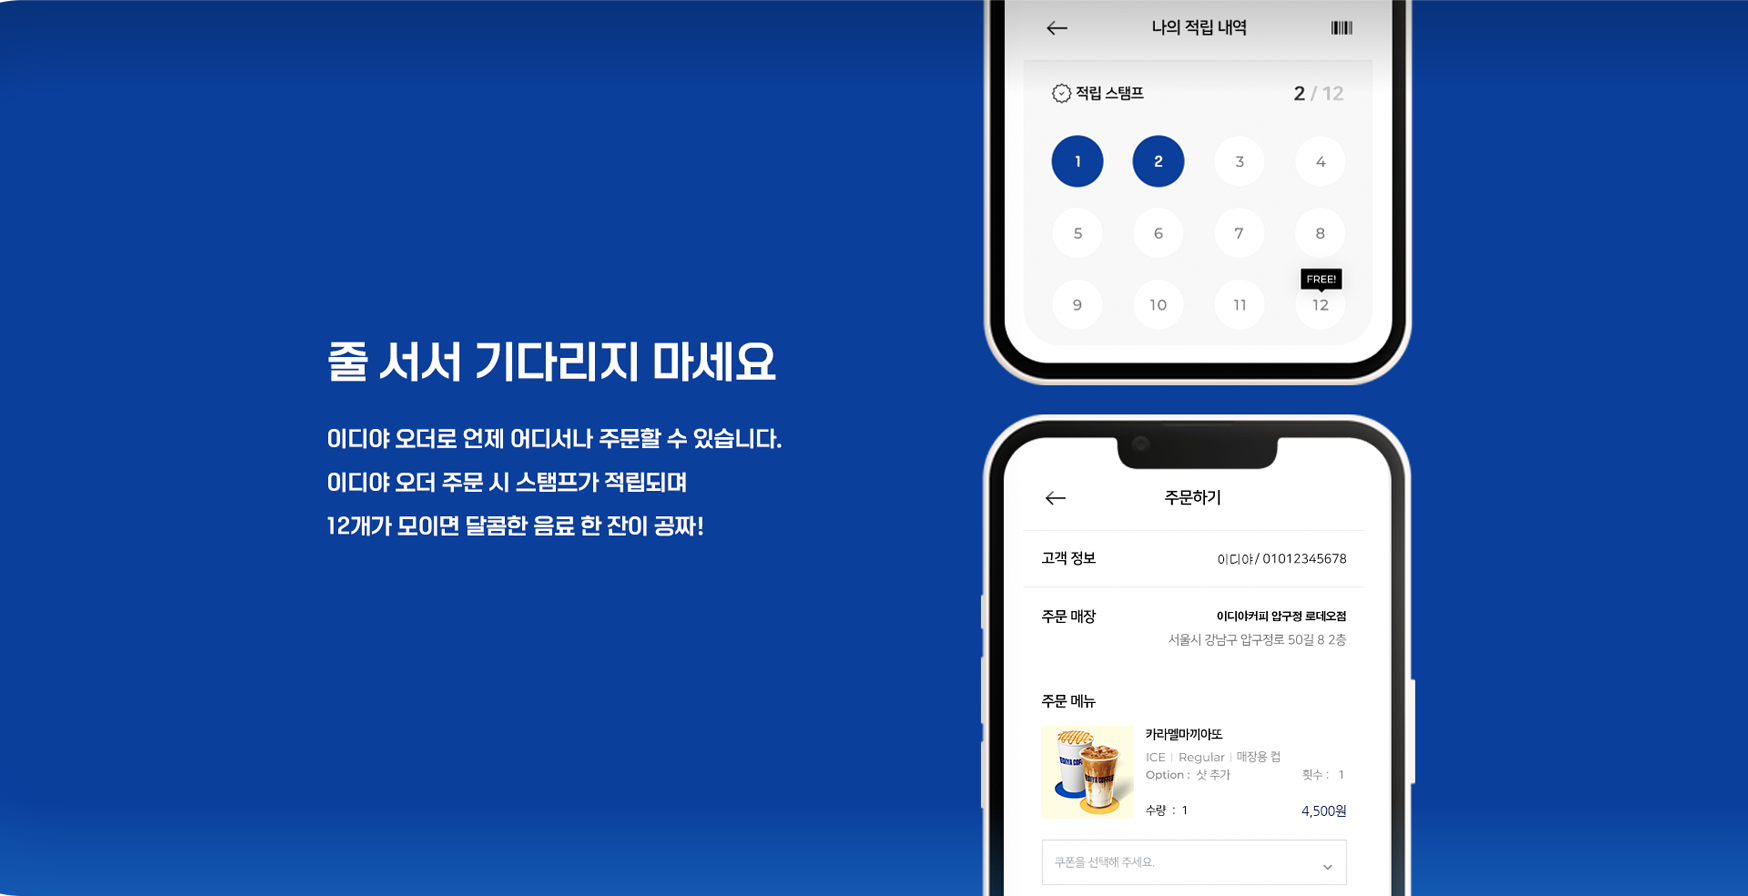 줄 서서 기다리지 마세요
이디야 오더로 언제 어디서나 주문할 수 있습니다.
이디야 오더 주문 시 스탬프가 적립되며
12개가 모이면 달콤한 음료 한 잔이 공짜!
나의 적립 내역
적립 스탬프 2 / 12
1 2 3 4
5 6 7 8
FREE!
9 10 11 12
주문하기
고객 정보 이디야 / 01012345678
주문 매장 이디야커피 압구정 로데오점
서울시 강남구 압구정로 50길 8 2층
주문 메뉴
카라멜마끼아또
ICE | Regular | 매장용 컵
Option : 샷 추가 횟수 : 1
수량 : 1 4,500원
쿠폰을 선택해 주세요.